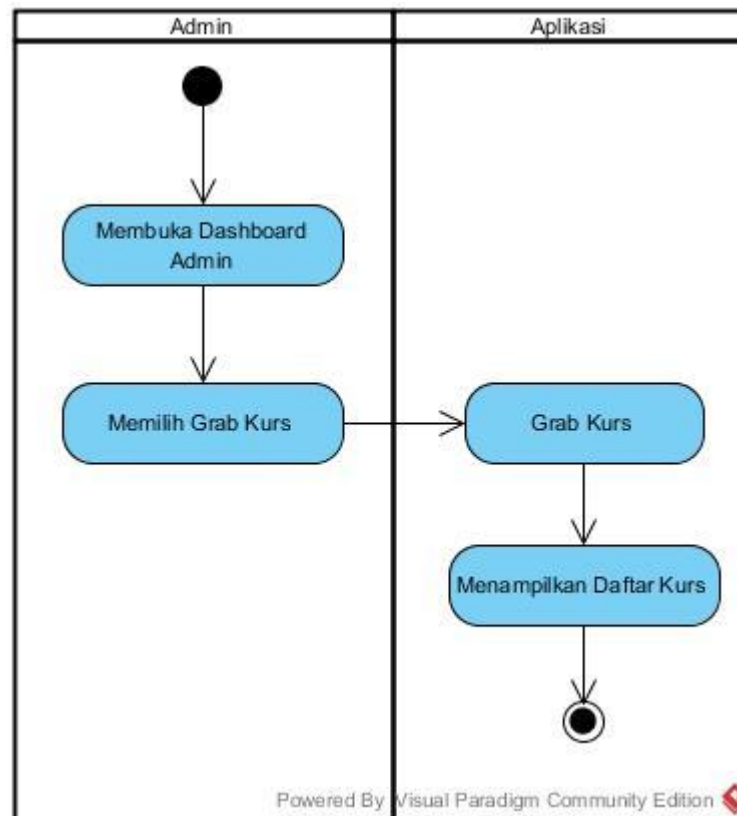 Admin
Aplikasi
Membuka Dashboard
Admin
Memilih Grab Kurs
Grab Kurs
Menampilkan Daftar Kurs
Powered By Visual Paradigm Community Edition